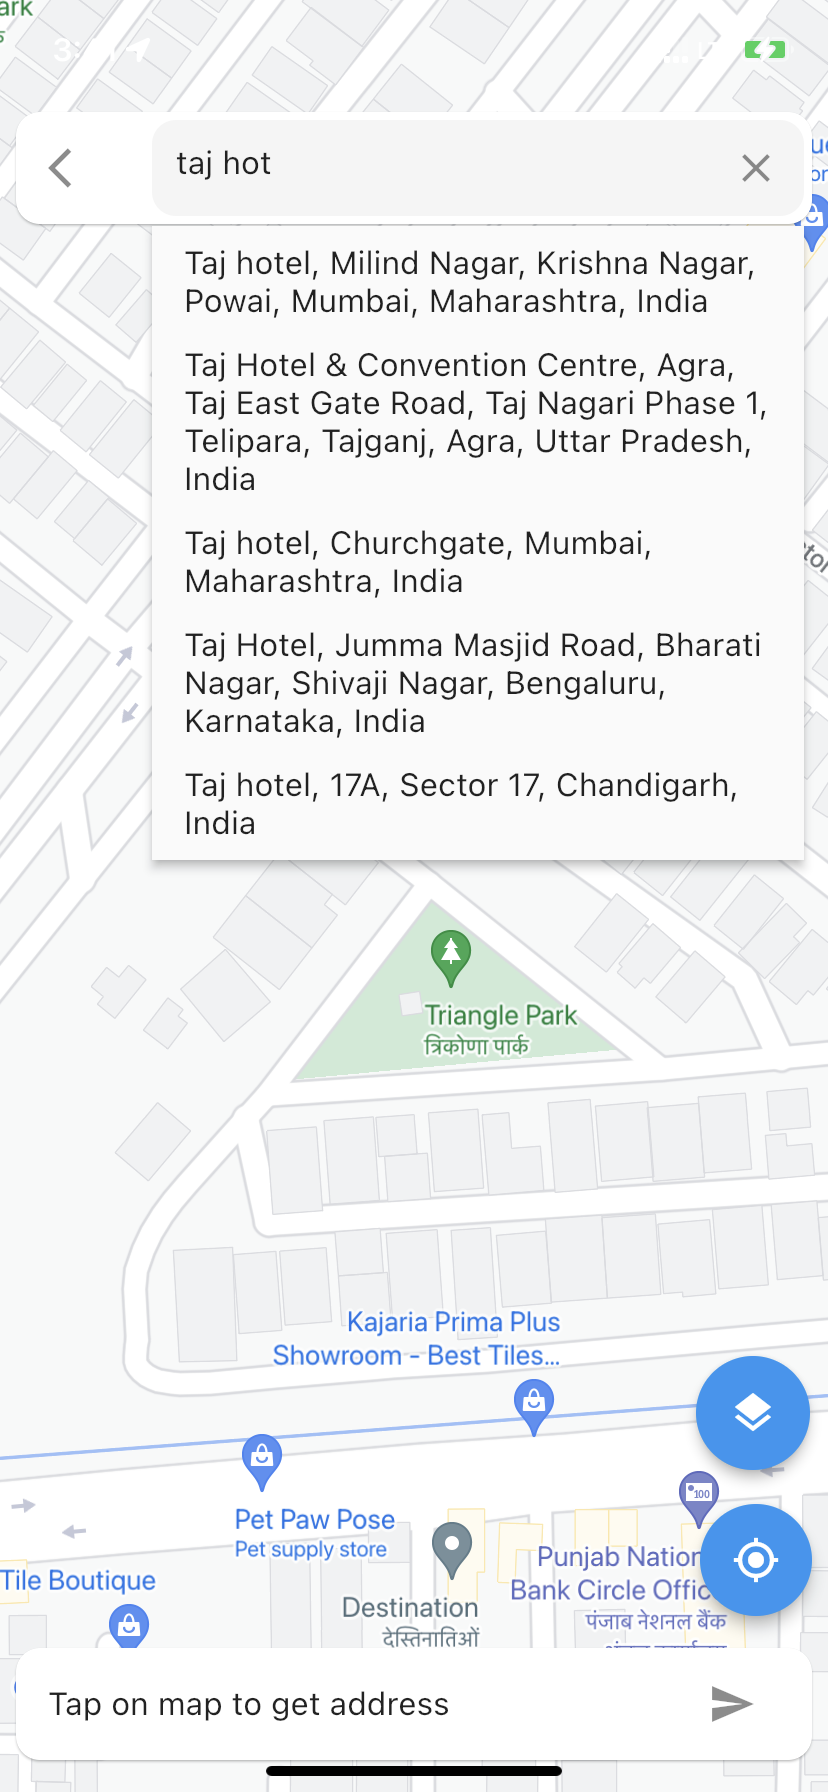 ark
taj hot
Taj hotel, Milind Nagar, Krishna Nagar,
Powai, Mumbai, Maharashtra, India
Taj Hotel & Convention Centre, Agra,
Taj East Gate Road, Taj Nagari Phase 1,
Telipara, Tajganj, Agra, Uttar Pradesh,
India
Taj hotel, Churchgate, Mumbai,
Maharashtra, India
Taj Hotel, Jumma Masjid Road, Bharati
Nagar, Shivaji Nagar, Bengaluru,
Karnataka, India
Taj hotel, 17A, Sector 17, Chandigarh,
India
Triangle Park
त्रिकोणा पार्क
Kajaria Prima Plus
Showroom - Best Tiles...
100
Pet Paw Pose
Pet supply store
Punjab Nation
Bank Circle Offic
पंजाब नेशनल बैंक
Tile Boutique
Destination
देस्तिनातिओं
Tap on map to get address